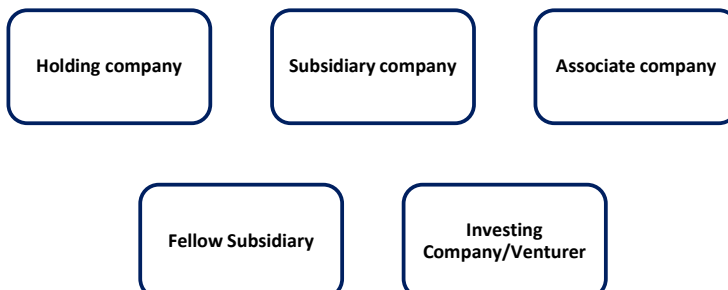 Holding company
Subsidiary company
Associate company
Fellow Subsidiary
Investing
Company/Venturer